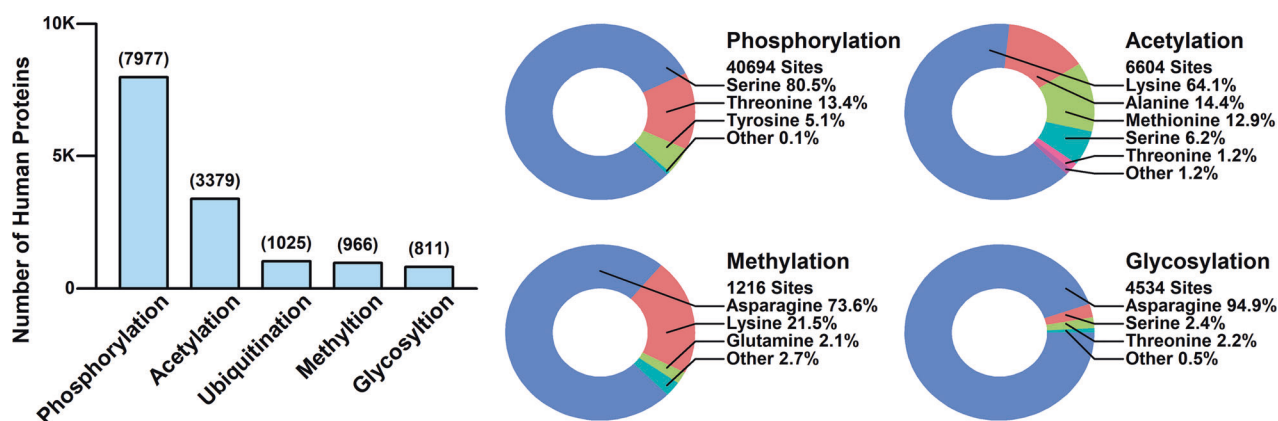 Number of Human Proteins
10K
5K
0
(7977)
(3379)
(1025)
(966)
(811)
Phosphorylation
Acetylation
Ubiquitination
Methyltion
Glycosyltion
Phosphorylation
40694 Sites
Serine 80.5%
Threonine 13.4%
Tyrosine 5.1%
Other 0.1%
Acetylation
6604 Sites
Lysine 64.1%
Alanine 14.4%
Methionine 12.9%
Serine 6.2%
Threonine 1.2%
Other 1.2%
Methylation
1216 Sites
Asparagine 73.6%
Lysine 21.5%
Glutamine 2.1%
Other 2.7%
Glycosylation
4534 Sites
Asparagine 94.9%
Serine 2.4%
Threonine 2.2%
Other 0.5%